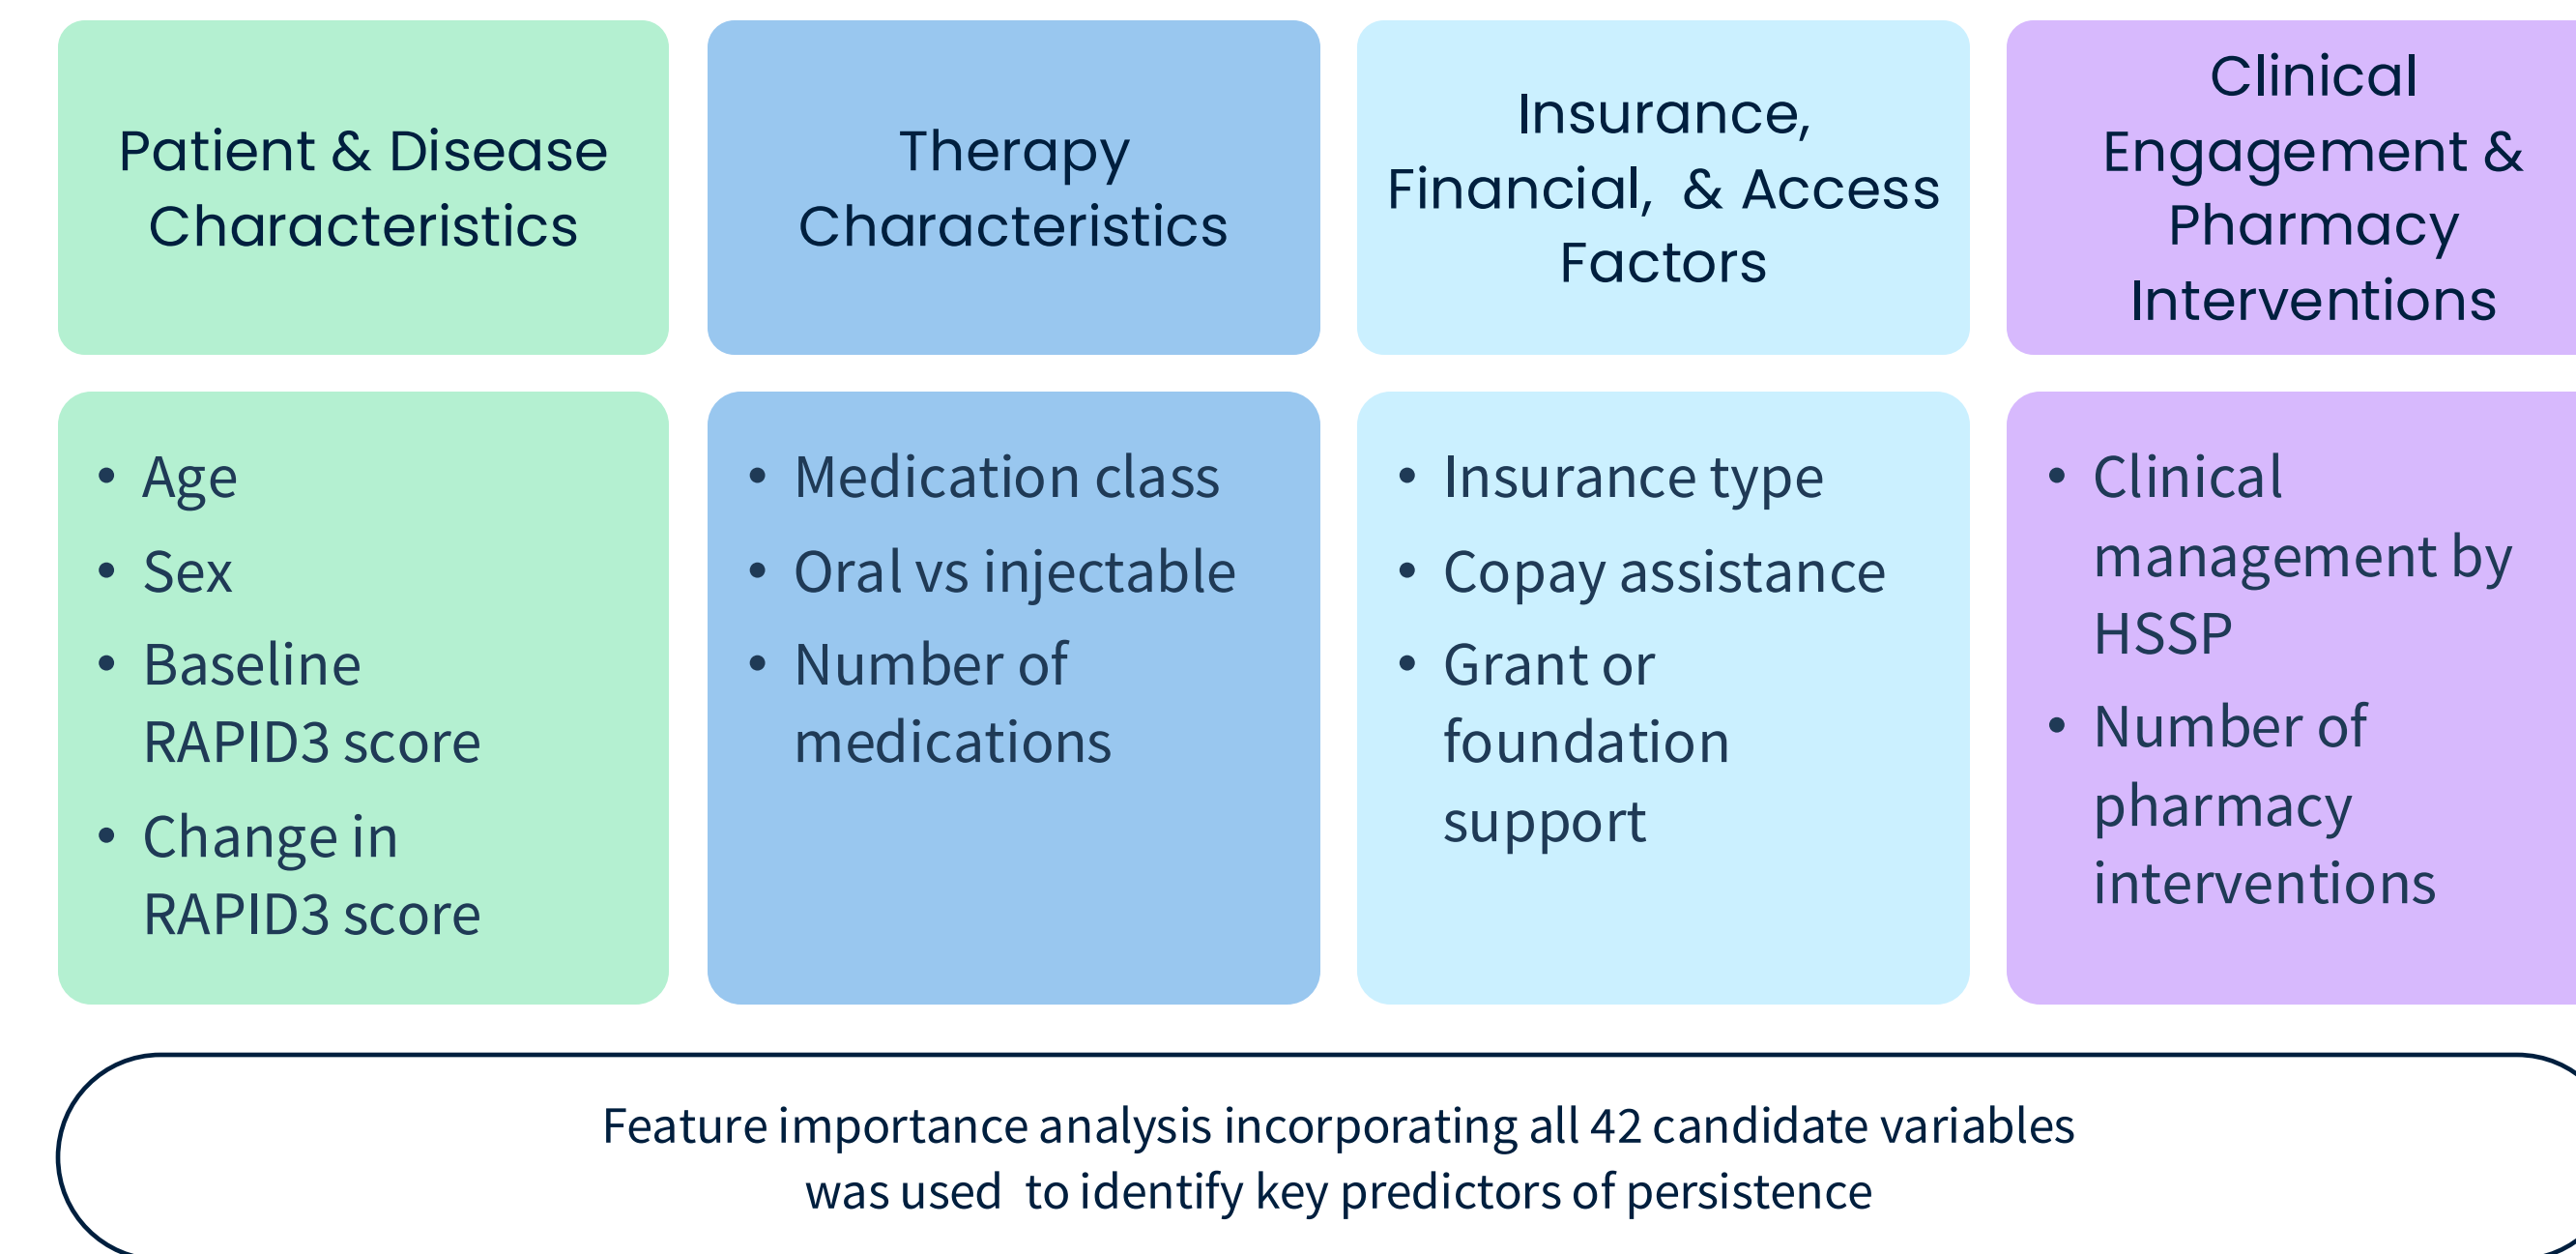 Patient & Disease
Characteristics
• Age
• Sex
• Baseline
RAPID3 score
• Change in
RAPID3 score
Therapy
Characteristics
• Medication class
• Oral vs injectable
• Number of
medications
Insurance,
Financial,  & Access
Factors
• Insurance type
• Copay assistance
• Grant or
foundation
support
Clinical
Engagement &
Pharmacy
Interventions
• Clinical
management by
HSSP
• Number of
pharmacy
interventions
Feature importance analysis incorporating all 42 candidate variables
was used  to identify key predictors of persistence